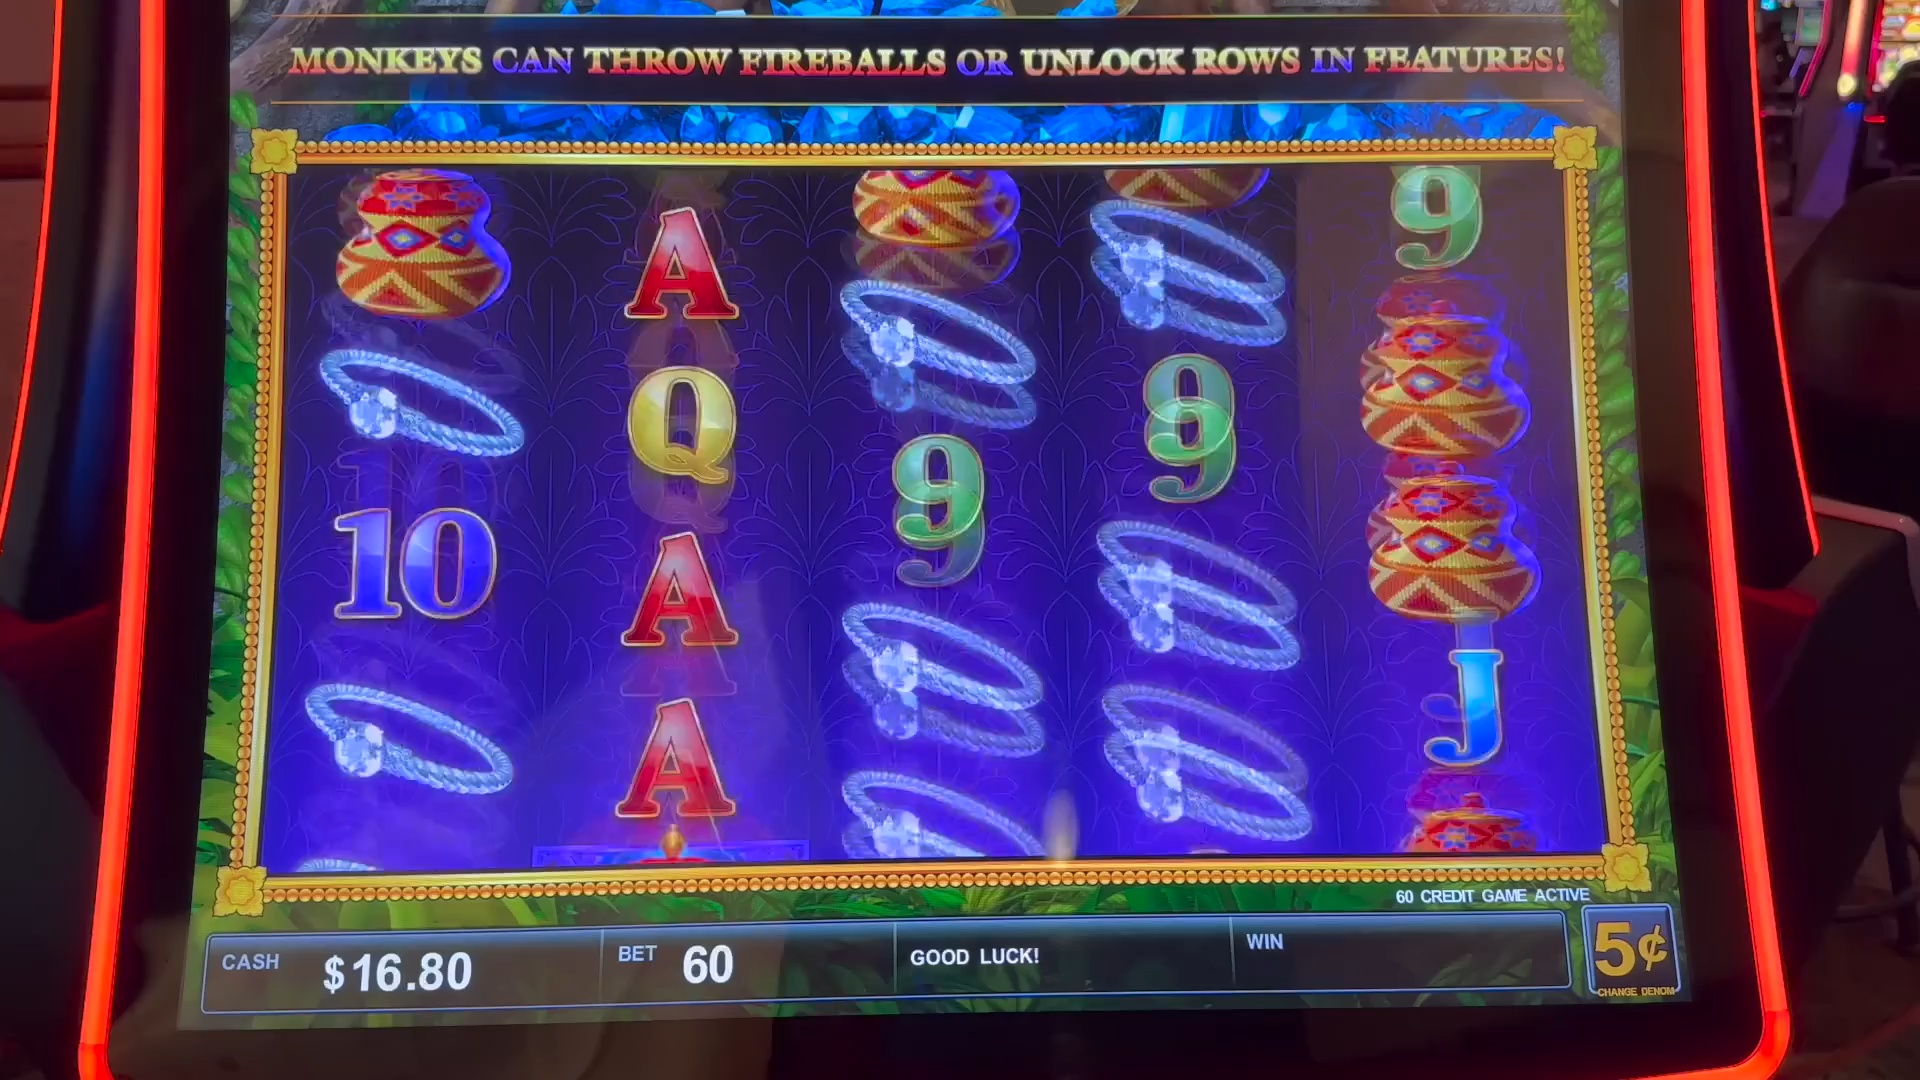 MONKEYS CAN THROW FIREBALLS OR UNLOCK ROWS IN FEATURES!
9
A
Q
9
9
10
A
J
A
60 CREDIT GAME ACTIVE
CASH $16.80
BET 60
GOOD LUCK!
WIN
5¢
CHANGE DENOM